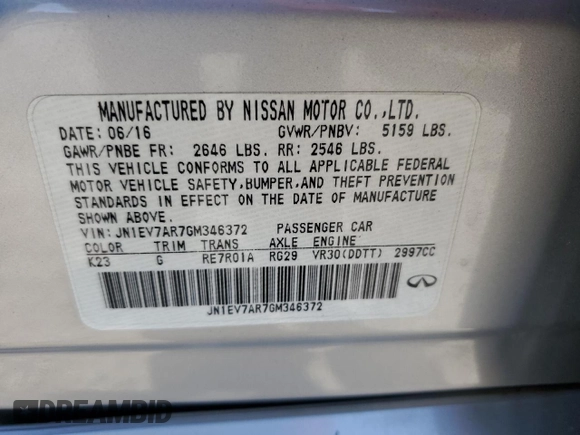 MANUFACTURED BY NISSAN MOTOR CO.,LTD.
DATE: 06/16 GVWR/PNBV: 5159 LBS.
GAWR/PNBE FR: 2646 LBS. RR: 2546 LBS.
THIS VEHICLE CONFORMS TO ALL APPLICABLE FEDERAL
MOTOR VEHICLE SAFETY,BUMPER,AND THEFT PREVENTION
STANDARDS IN EFFECT ON THE DATE OF MANUFACTURE
SHOWN ABOVE.
VIN: JN1EV7AR7GM346372 PASSENGER CAR
COLOR TRIM TRANS AXLE ENGINE
K23 G RE7R01A RG29 VR30(DDTT) 2997CC
JN1EV7AR7GM346372
DREAMBID